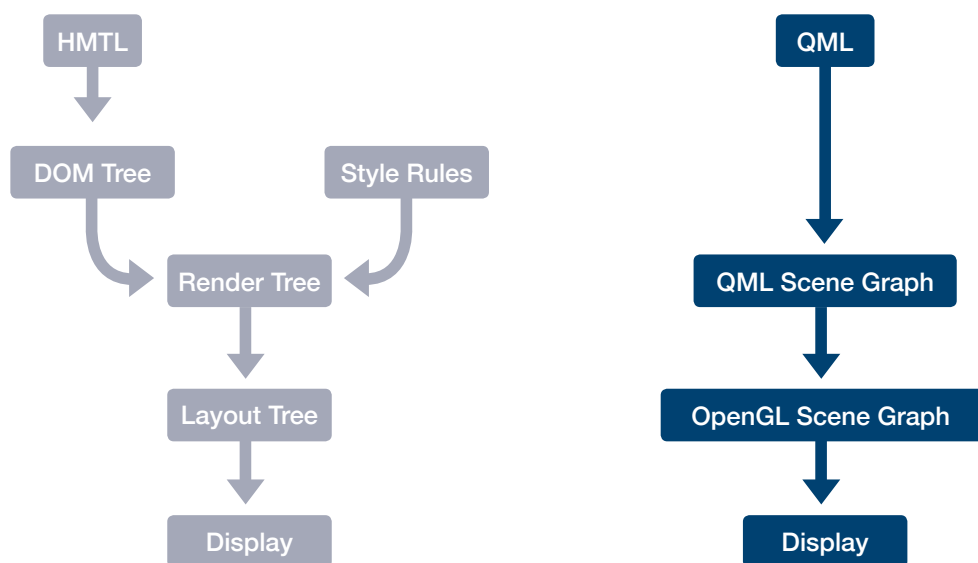 HMTL
DOM Tree
Style Rules
Render Tree
Layout Tree
Display
QML
QML Scene Graph
OpenGL Scene Graph
Display